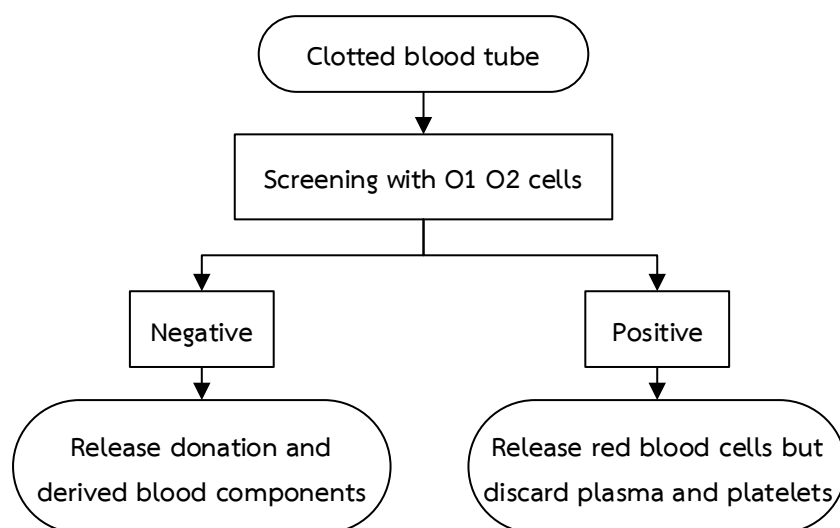 Clotted blood tube
Screening with O1 O2 cells
Negative
Positive
Release donation and
derived blood components
Release red blood cells but
discard plasma and platelets